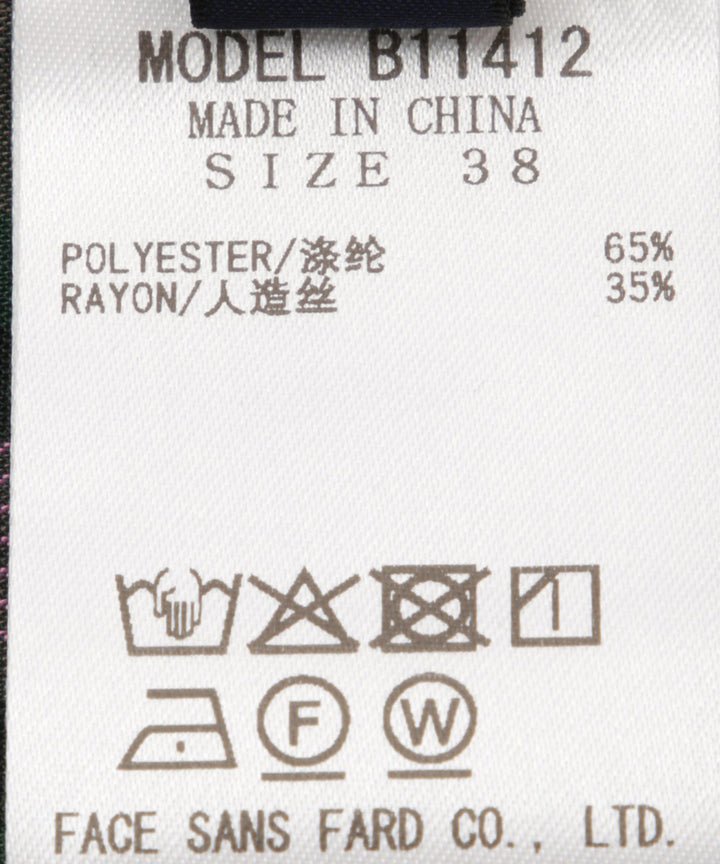 MODEL B11412
MADE IN CHINA
SIZE 38
POLYESTER/涤纶 65%
RAYON/人造丝 35%
F W
FACE SANS FARD CO., LTD.